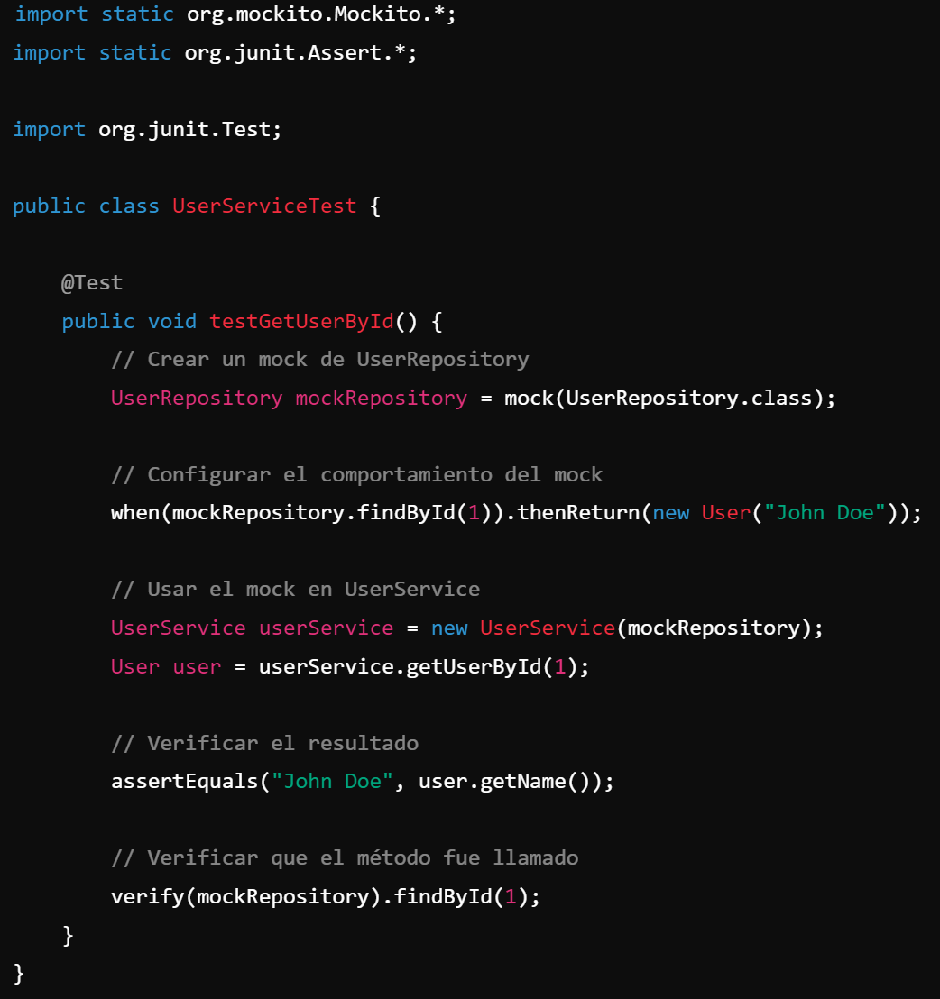 import static org.mockito.Mockito.*;
import static org.junit.Assert.*;

import org.junit.Test;

public class UserServiceTest {

    @Test
    public void testGetUserById() {
        // Crear un mock de UserRepository
        UserRepository mockRepository = mock(UserRepository.class);

        // Configurar el comportamiento del mock
        when(mockRepository.findById(1)).thenReturn(new User("John Doe"));

        // Usar el mock en UserService
        UserService userService = new UserService(mockRepository);
        User user = userService.getUserById(1);

        // Verificar el resultado
        assertEquals("John Doe", user.getName());

        // Verificar que el método fue llamado
        verify(mockRepository).findById(1);
    }
}